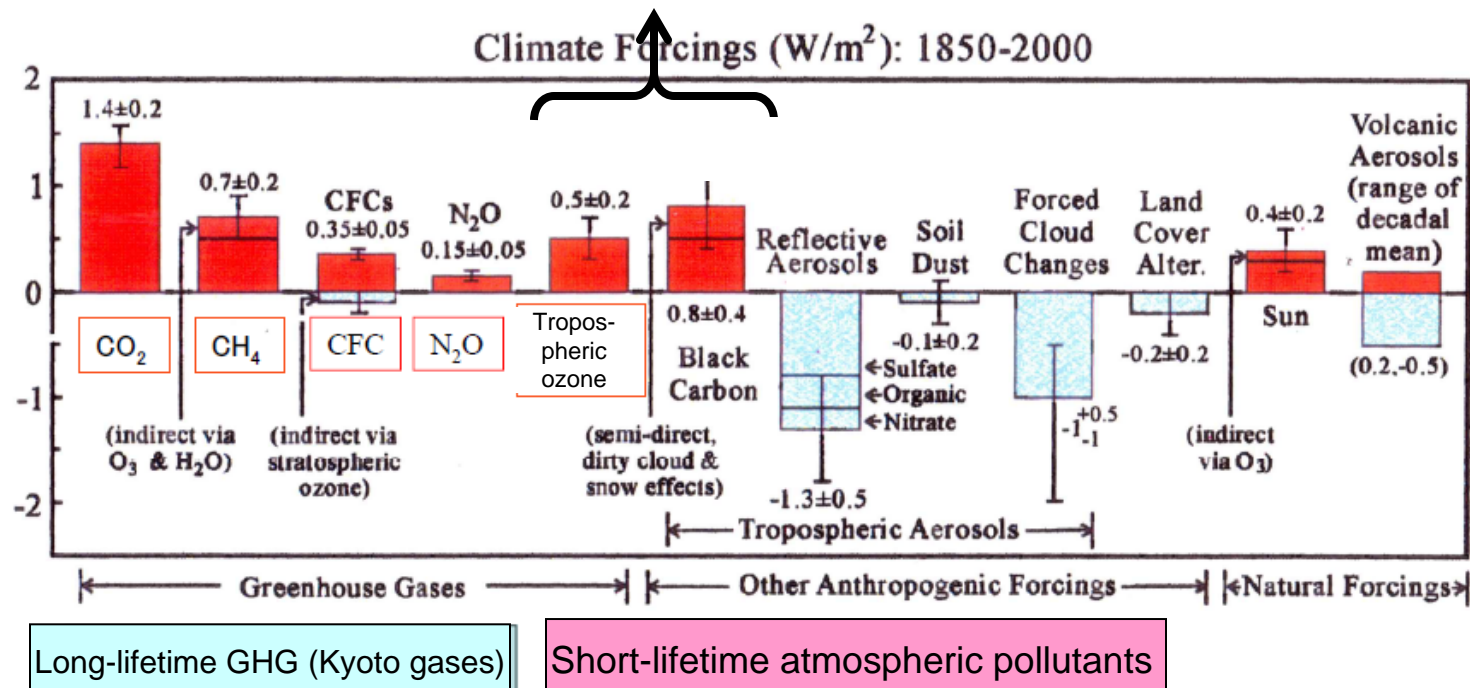 Climate Forcings (W/m²): 1850-2000
2
1
0
-1
-2
1.4±0.2
CO₂
0.7±0.2
CH₄
(indirect via
O₃ & H₂O)
CFCs
0.35±0.05
CFC
(indirect via
stratospheric
ozone)
N₂O
0.15±0.05
N₂O
0.5±0.2
Tropos-
pheric
ozone
0.8±0.4
Black
Carbon
(semi-direct,
dirty cloud &
snow effects)
Reflective
Aerosols
←Sulfate
←Organic
←Nitrate
-1.3±0.5
Soil
Dust
-0.1±0.2
Forced
Cloud
Changes
-1+0.5
-1
Land
Cover
Alter.
-0.2±0.2
0.4±0.2
Sun
(indirect
via O₃)
Volcanic
Aerosols
(range of
decadal
mean)
(0.2,-0.5)
Tropospheric Aerosols
Greenhouse Gases
Other Anthropogenic Forcings
Natural Forcings
Long-lifetime GHG (Kyoto gases)
Short-lifetime atmospheric pollutants